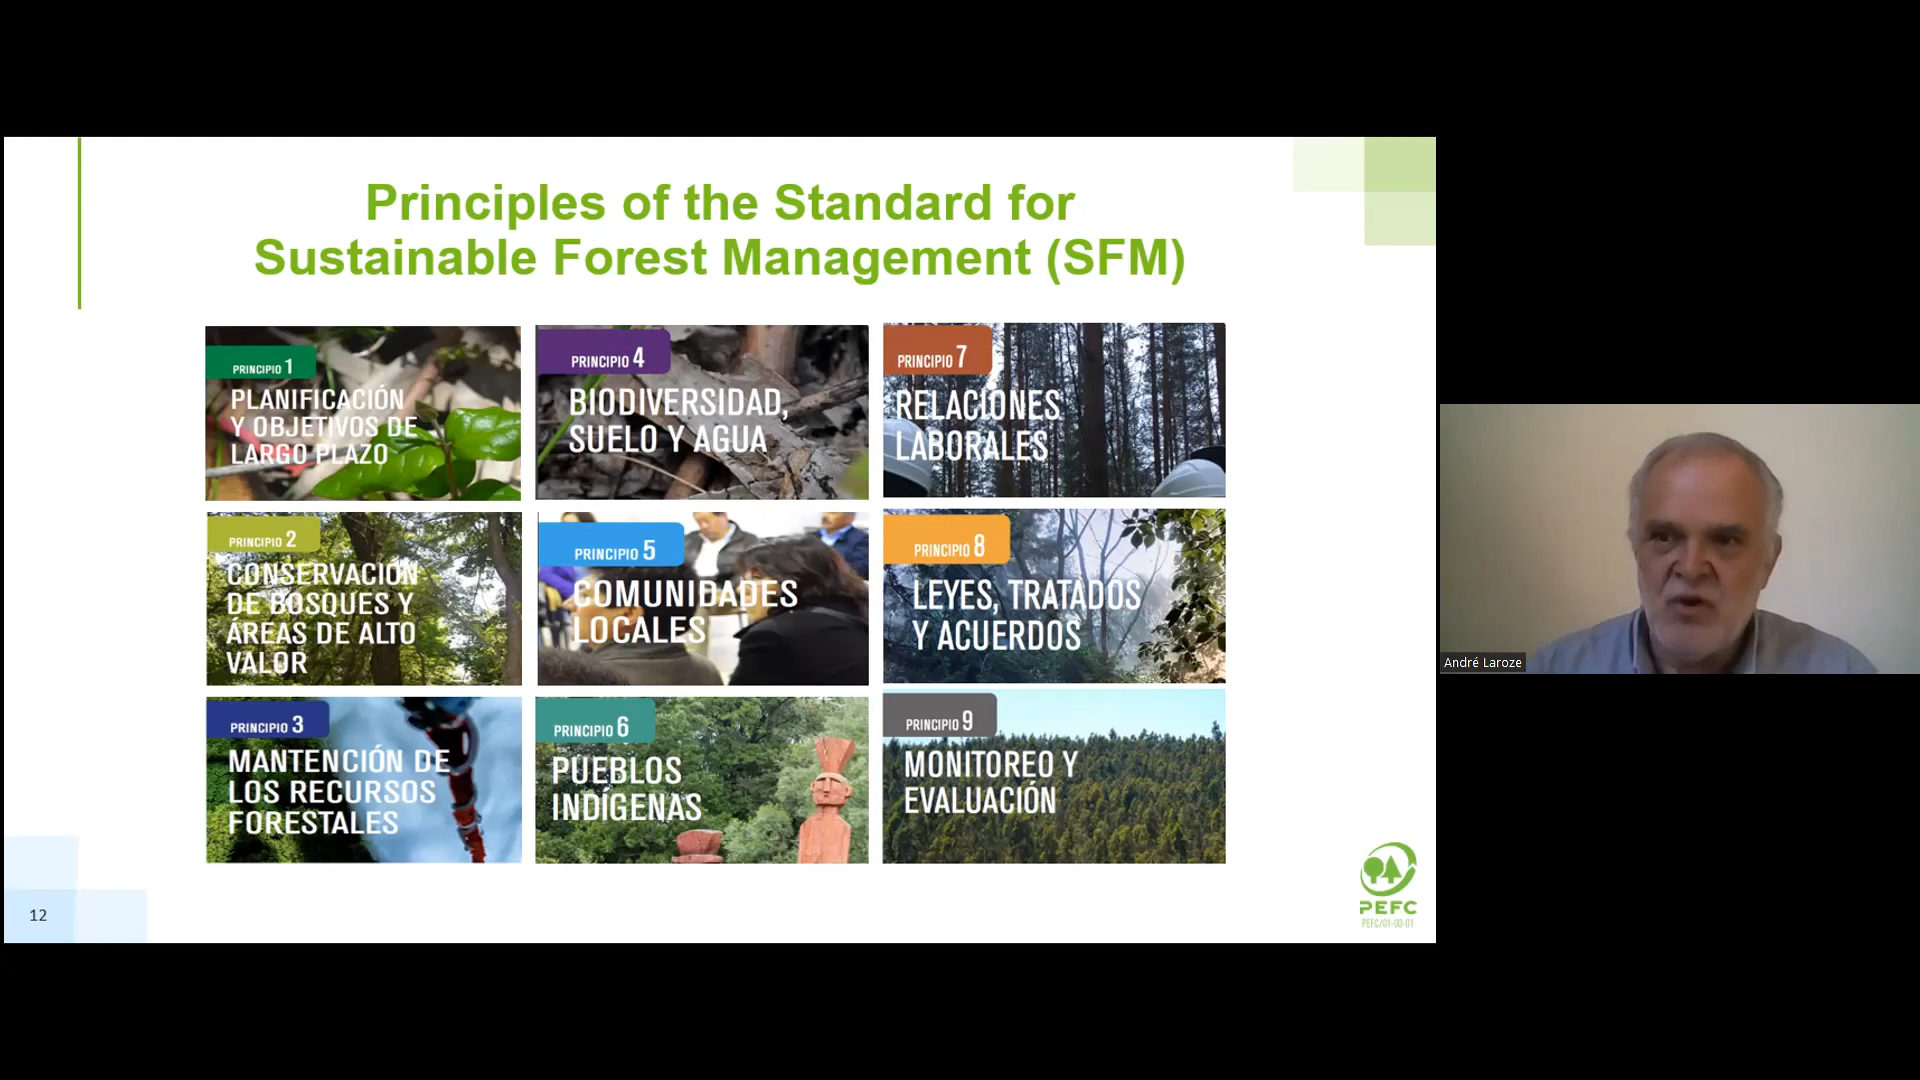 Principles of the Standard for
Sustainable Forest Management (SFM)
PRINCIPIO 1
PLANIFICACIÓN
Y OBJETIVOS DE
LARGO PLAZO
PRINCIPIO 2
CONSERVACIÓN
DE BOSQUES Y
ÁREAS DE ALTO
VALOR
PRINCIPIO 3
MANTENCIÓN DE
LOS RECURSOS
FORESTALES
PRINCIPIO 4
BIODIVERSIDAD,
SUELO Y AGUA
PRINCIPIO 5
COMUNIDADES
LOCALES
PRINCIPIO 6
PUEBLOS
INDÍGENAS
PRINCIPIO 7
RELACIONES
LABORALES
PRINCIPIO 8
LEYES, TRATADOS
Y ACUERDOS
PRINCIPIO 9
MONITOREO Y
EVALUACIÓN
12
PEFC
PEFC/01-00-01
André Laroze